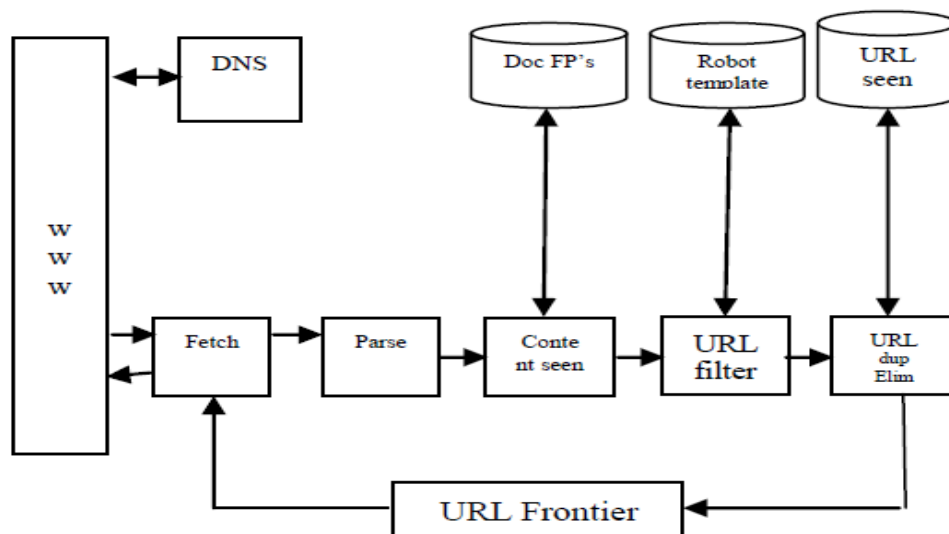 DNS
Doc FP's
Robot
template
URL
seen
W
W
W
Fetch
Parse
Conte
nt seen
URL
filter
URL
dup
Elim
URL Frontier